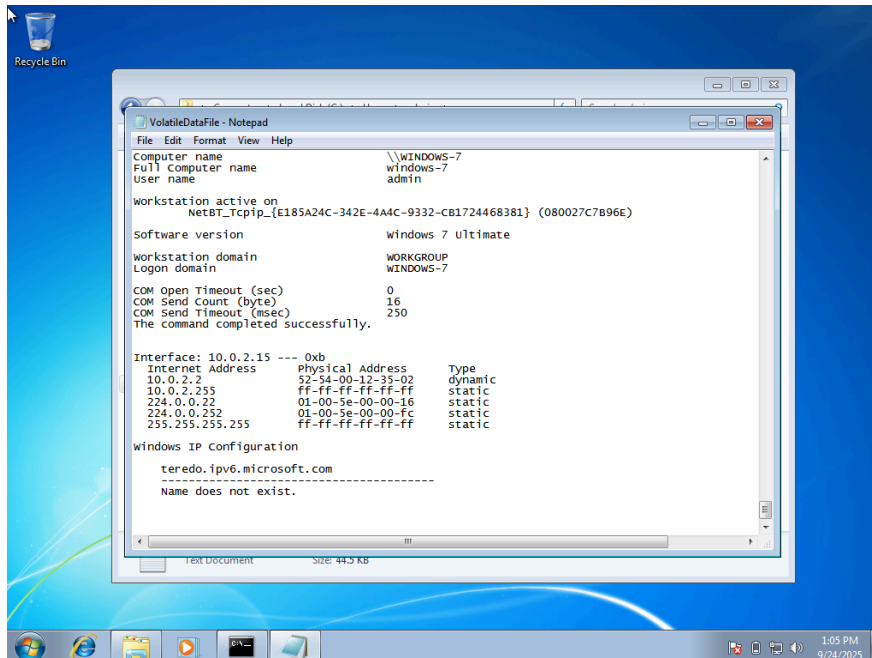 Recycle Bin
VolatileDataFile - Notepad
File Edit Format View Help
Computer name \\WINDOWS-7
Full Computer name windows-7
User name admin
Workstation active on
NetBT_Tcpip_{E185A24C-342E-4A4C-9332-CB1724468381} (080027C7B96E)
Software version Windows 7 Ultimate
Workstation domain WORKGROUP
Logon domain WINDOWS-7
COM Open Timeout (sec) 0
COM Send Count (byte) 16
COM Send Timeout (msec) 250
The command completed successfully.
Interface: 10.0.2.15 --- 0xb
Internet Address Physical Address Type
10.0.2.2 52-54-00-12-35-02 dynamic
10.0.2.255 ff-ff-ff-ff-ff-ff static
224.0.0.22 01-00-5e-00-00-16 static
224.0.0.252 01-00-5e-00-00-fc static
255.255.255.255 ff-ff-ff-ff-ff-ff static
Windows IP Configuration
teredo.ipv6.microsoft.com
----------------------------------------
Name does not exist.
Text Document Size: 44.5 KB
C:\_
1:05 PM
9/24/2025